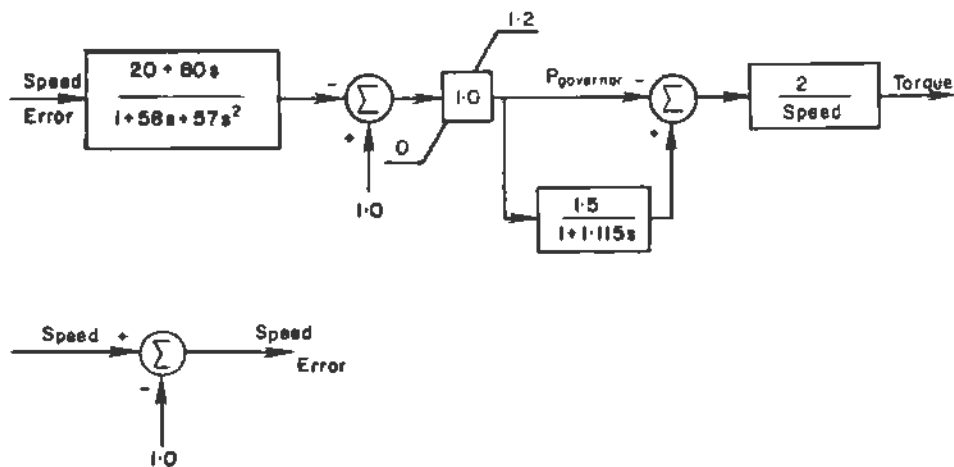 1·2
Speed
Error
20 + 80s
1 + 58s + 57s²
-
Σ
+
1·0
1·0
0
P governor
-
Σ
+
2
Speed
Torque
1·5
1 + 1·115s
Speed
+
Σ
-
1·0
Speed
Error